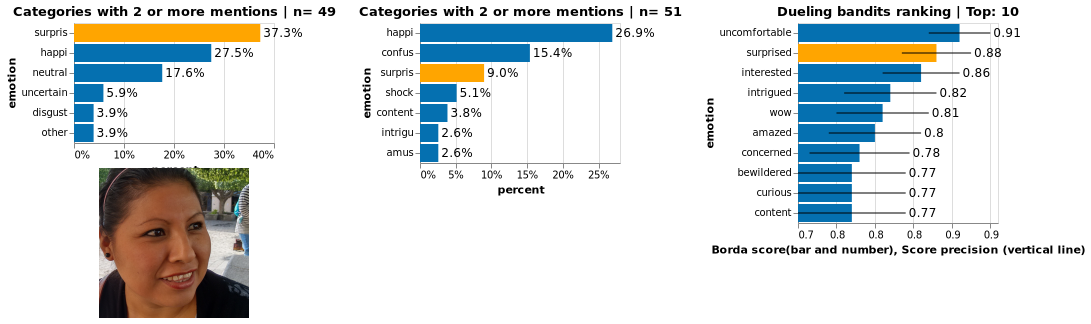 Categories with 2 or more mentions | n= 49
emotion
surpris 37.3%
happi 27.5%
neutral 17.6%
uncertain 5.9%
disgust 3.9%
other 3.9%
0% 10% 20% 30% 40%
Categories with 2 or more mentions | n= 51
emotion
happi 26.9%
confus 15.4%
surpris 9.0%
shock 5.1%
content 3.8%
intrigu 2.6%
amus 2.6%
0% 5% 10% 15% 20% 25%
percent
Dueling bandits ranking | Top: 10
emotion
uncomfortable 0.91
surprised 0.88
interested 0.86
intrigued 0.82
wow 0.81
amazed 0.8
concerned 0.78
bewildered 0.77
curious 0.77
content 0.77
0.7 0.8 0.8 0.8 0.9 0.9
Borda score(bar and number), Score precision (vertical line)